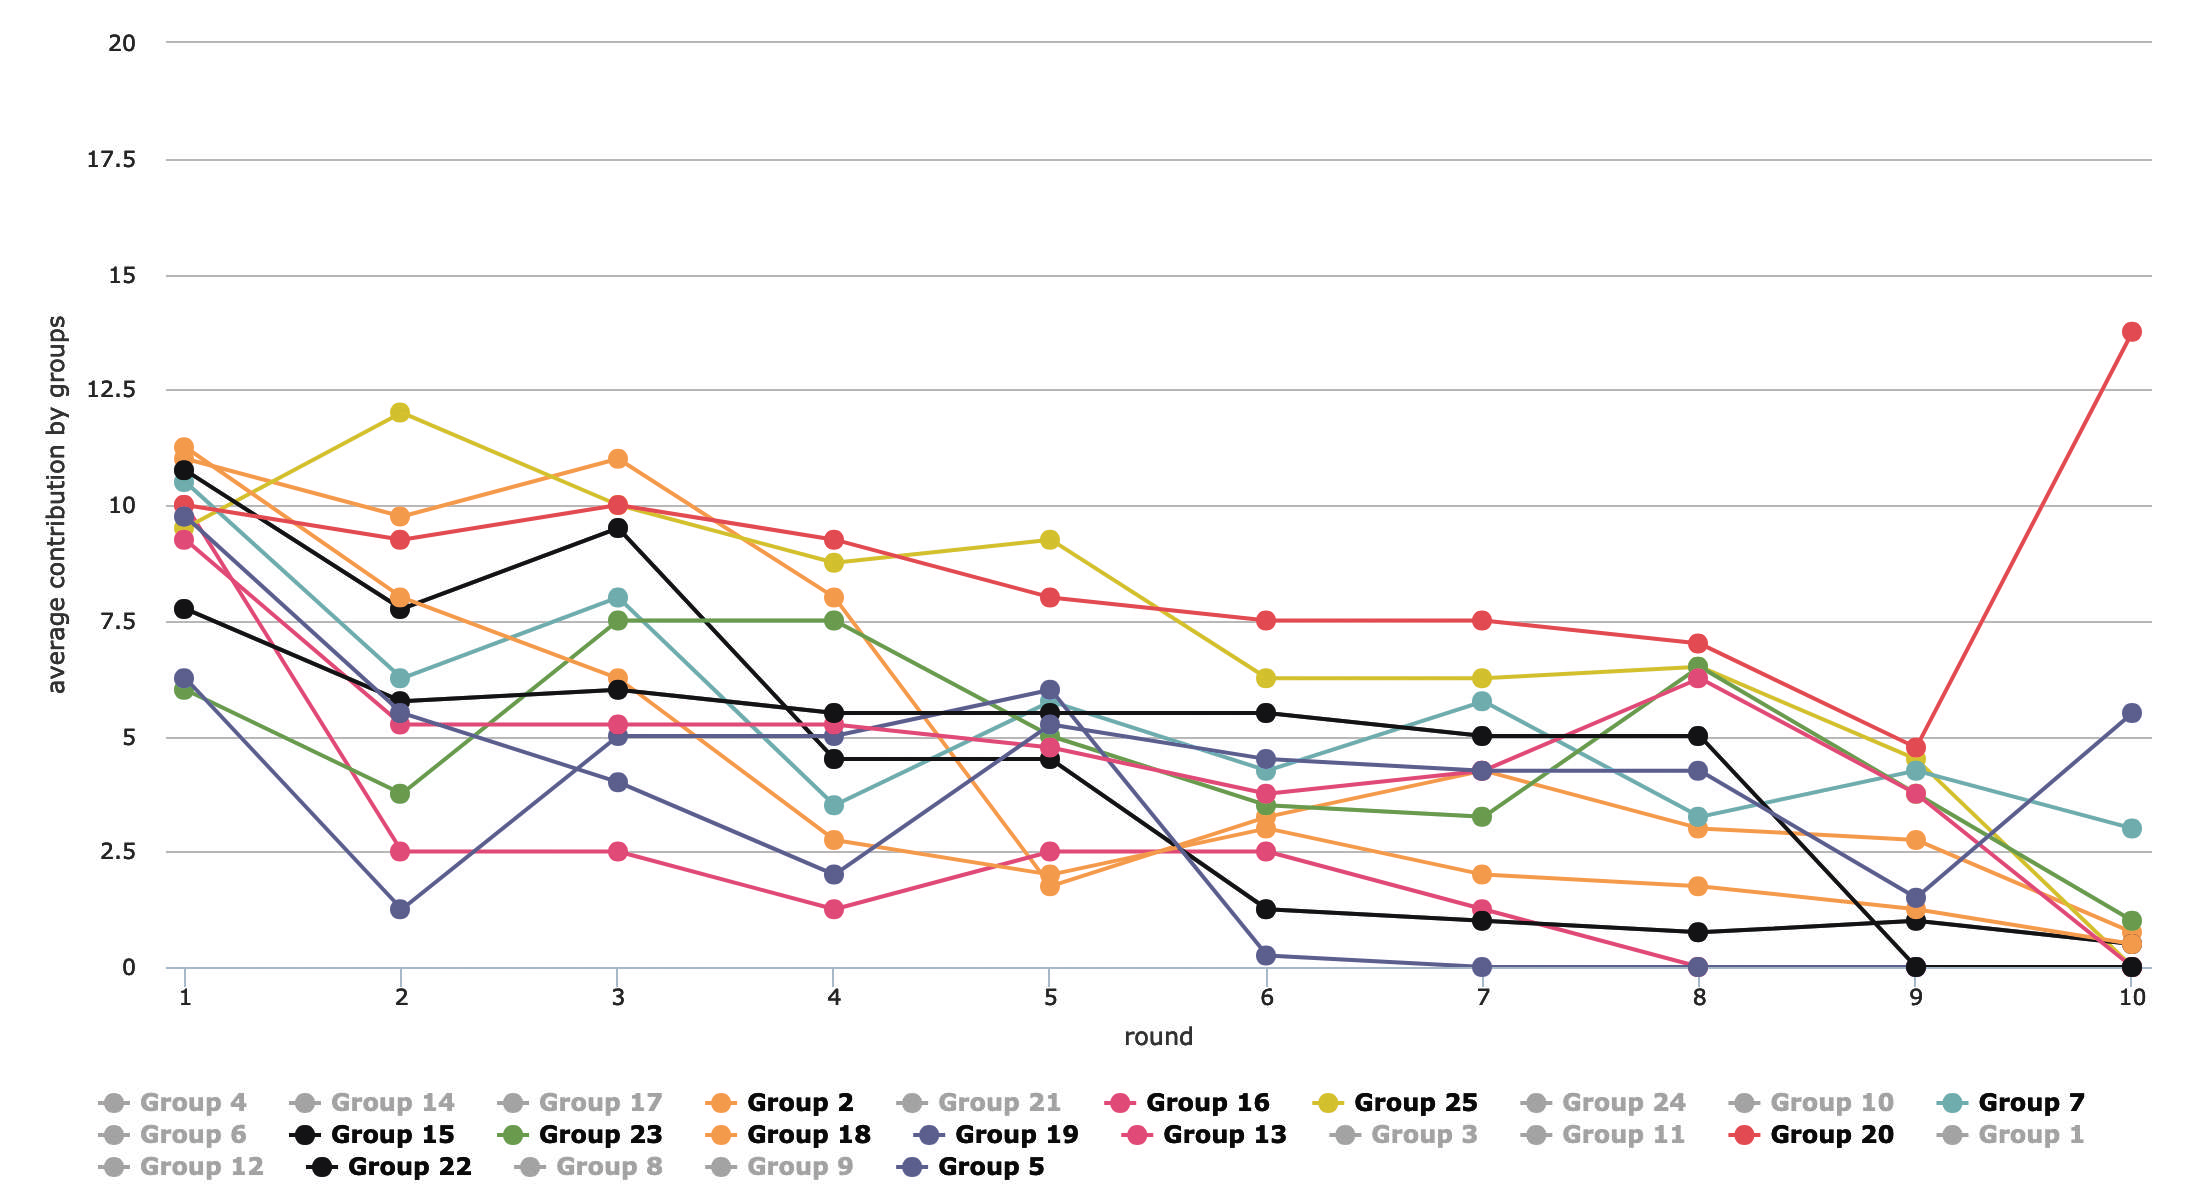 20
17.5
15
12.5
10
7.5
5
2.5
0
average contribution by groups
1 2 3 4 5 6 7 8 9 10
round
Group 4 Group 14 Group 17 Group 2 Group 21 Group 16 Group 25 Group 24 Group 10 Group 7
Group 6 Group 15 Group 23 Group 18 Group 19 Group 13 Group 3 Group 11 Group 20 Group 1
Group 12 Group 22 Group 8 Group 9 Group 5